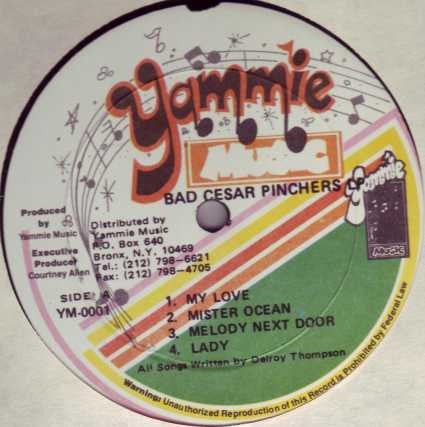 Yammie
MUSIC
BAD CESAR PINCHERS LP
Yammie
MUSIC
Produced
by
Yammie Music
Executive
Producer
Courtney Allen
Distributed by
Yammie Music
P.O. Box 640
Bronx, N.Y. 10469
Tel.: (212) 798-6621
Fax: (212) 798-4705
SIDE A
YM-0001
1. MY LOVE
2. MISTER OCEAN
3. MELODY NEXT DOOR
4. LADY
All Songs Written by Delroy Thompson
Warning: Unauthorized Reproduction of this Record is Prohibited by Federal Law